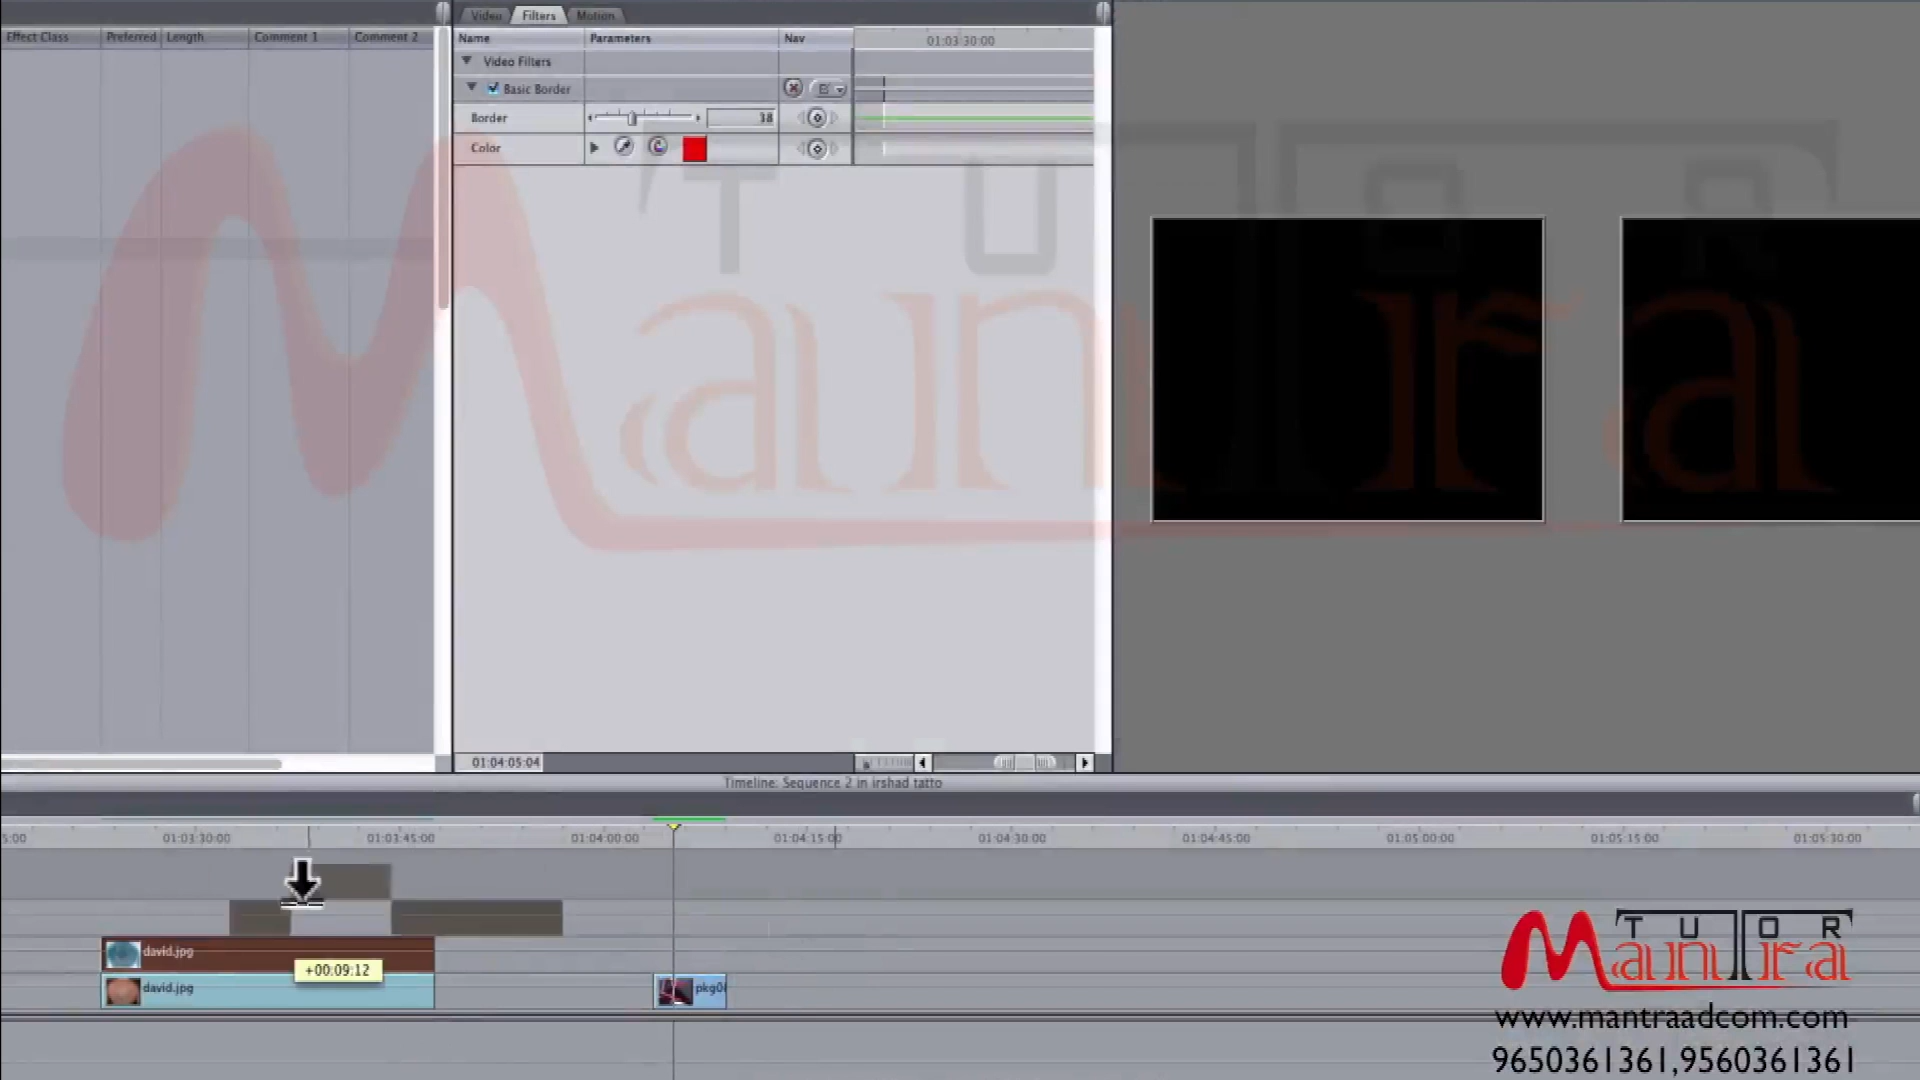 Video Filters Motion
Effect Class Preferred Length Comment 1 Comment 2
Name Parameters Nav 01:03:30:00
Video Filters
Basic Border
Border 38
Color
TUTOR
Mantra
01:04:05:04
Timeline: Sequence 2 in irshad tatto
5:00 01:03:30:00 01:03:45:00 01:04:00:00 01:04:15:00 01:04:30:00 01:04:45:00 01:05:00:00 01:05:15:00 01:05:30:00
david.jpg
+00:09:12
david.jpg
pkg0
TUTOR
Mantra
www.mantraadcom.com
9650361361,9560361361